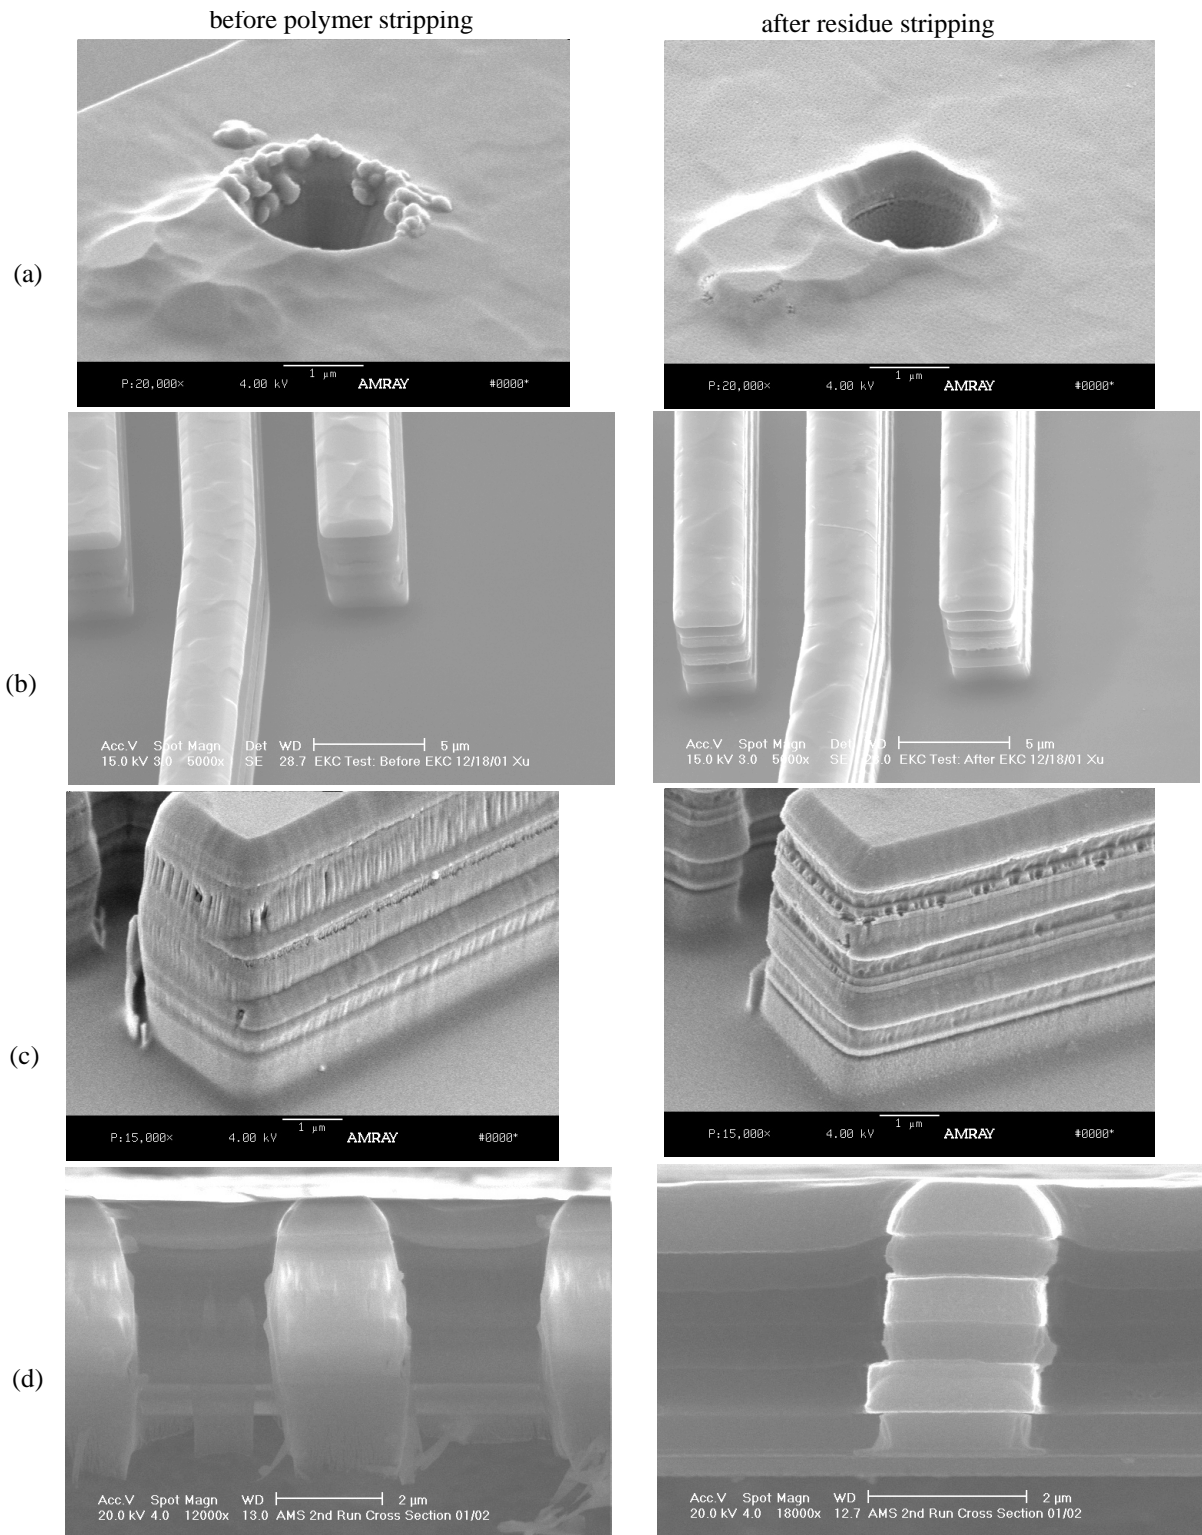 before polymer stripping
after residue stripping
(a)
1 μm
P:20,000× 4.00 kV AMRAY #0000*
1 μm
P:20,000× 4.00 kV AMRAY #0000*
(b)
Acc.V Spot Magn Det WD 5 μm
15.0 kV 3.0 5000x SE 28.7 EKC Test: Before EKC 12/18/01 Xu
Acc.V Spot Magn Det WD 5 μm
15.0 kV 3.0 5000x SE EKC Test: After EKC 12/18/01 Xu
(c)
1 μm
P:15,000× 4.00 kV AMRAY #0000*
1 μm
P:15,000× 4.00 kV AMRAY #0000*
(d)
Acc.V Spot Magn WD 2 μm
20.0 kV 4.0 12000x 13.0 AMS 2nd Run Cross Section 01/02
Acc.V Spot Magn WD 2 μm
20.0 kV 4.0 18000x 12.7 AMS 2nd Run Cross Section 01/02